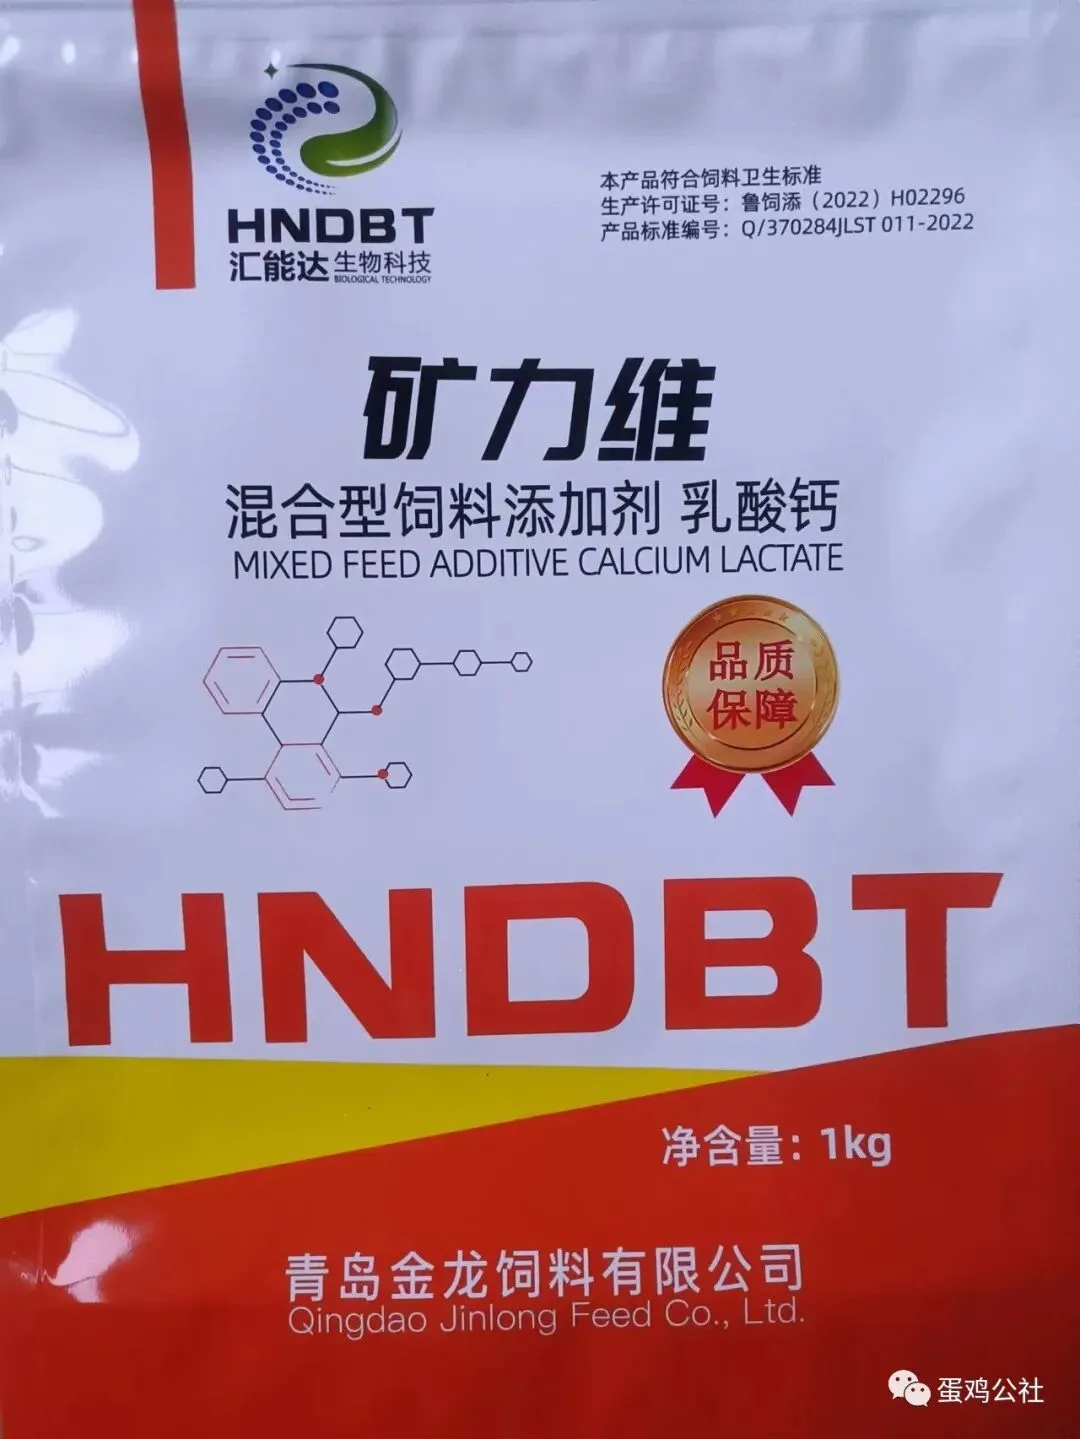 HNDBT
汇能达 生物科技
BIOLOGICAL TECHNOLOGY
本产品符合饲料卫生标准
生产许可证号：鲁饲添（2022）H02296
产品标准编号：Q/370284JLST 011-2022
矿力维
混合型饲料添加剂 乳酸钙
MIXED FEED ADDITIVE CALCIUM LACTATE
品质
保障
HNDBT
净含量：1kg
青岛金龙饲料有限公司
Qingdao Jinlong Feed Co., Ltd.
蛋鸡公社